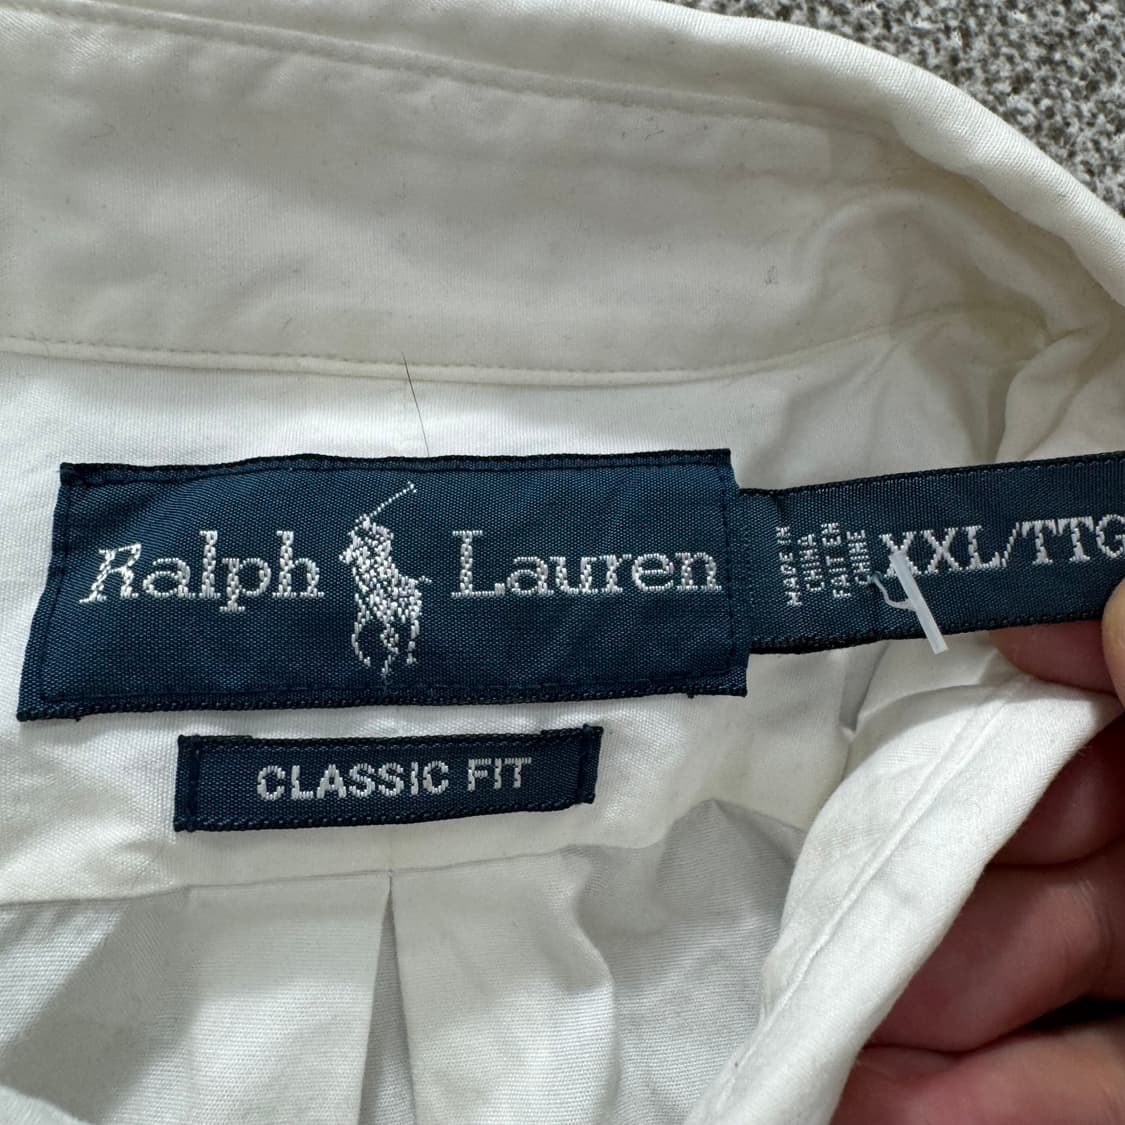 Ralph Lauren
MADE IN
CHINA
FAIT EN
CHINE
XXL/TTG
CLASSIC FIT